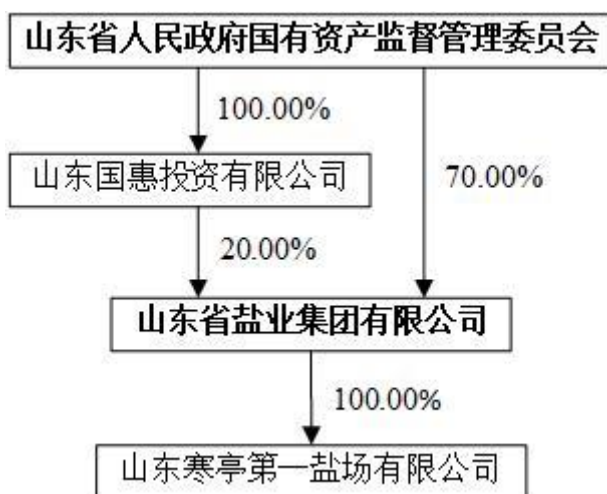 山东省人民政府国有资产监督管理委员会
100.00%
山东国惠投资有限公司
70.00%
20.00%
山东省盐业集团有限公司
100.00%
山东寒亭第一盐场有限公司